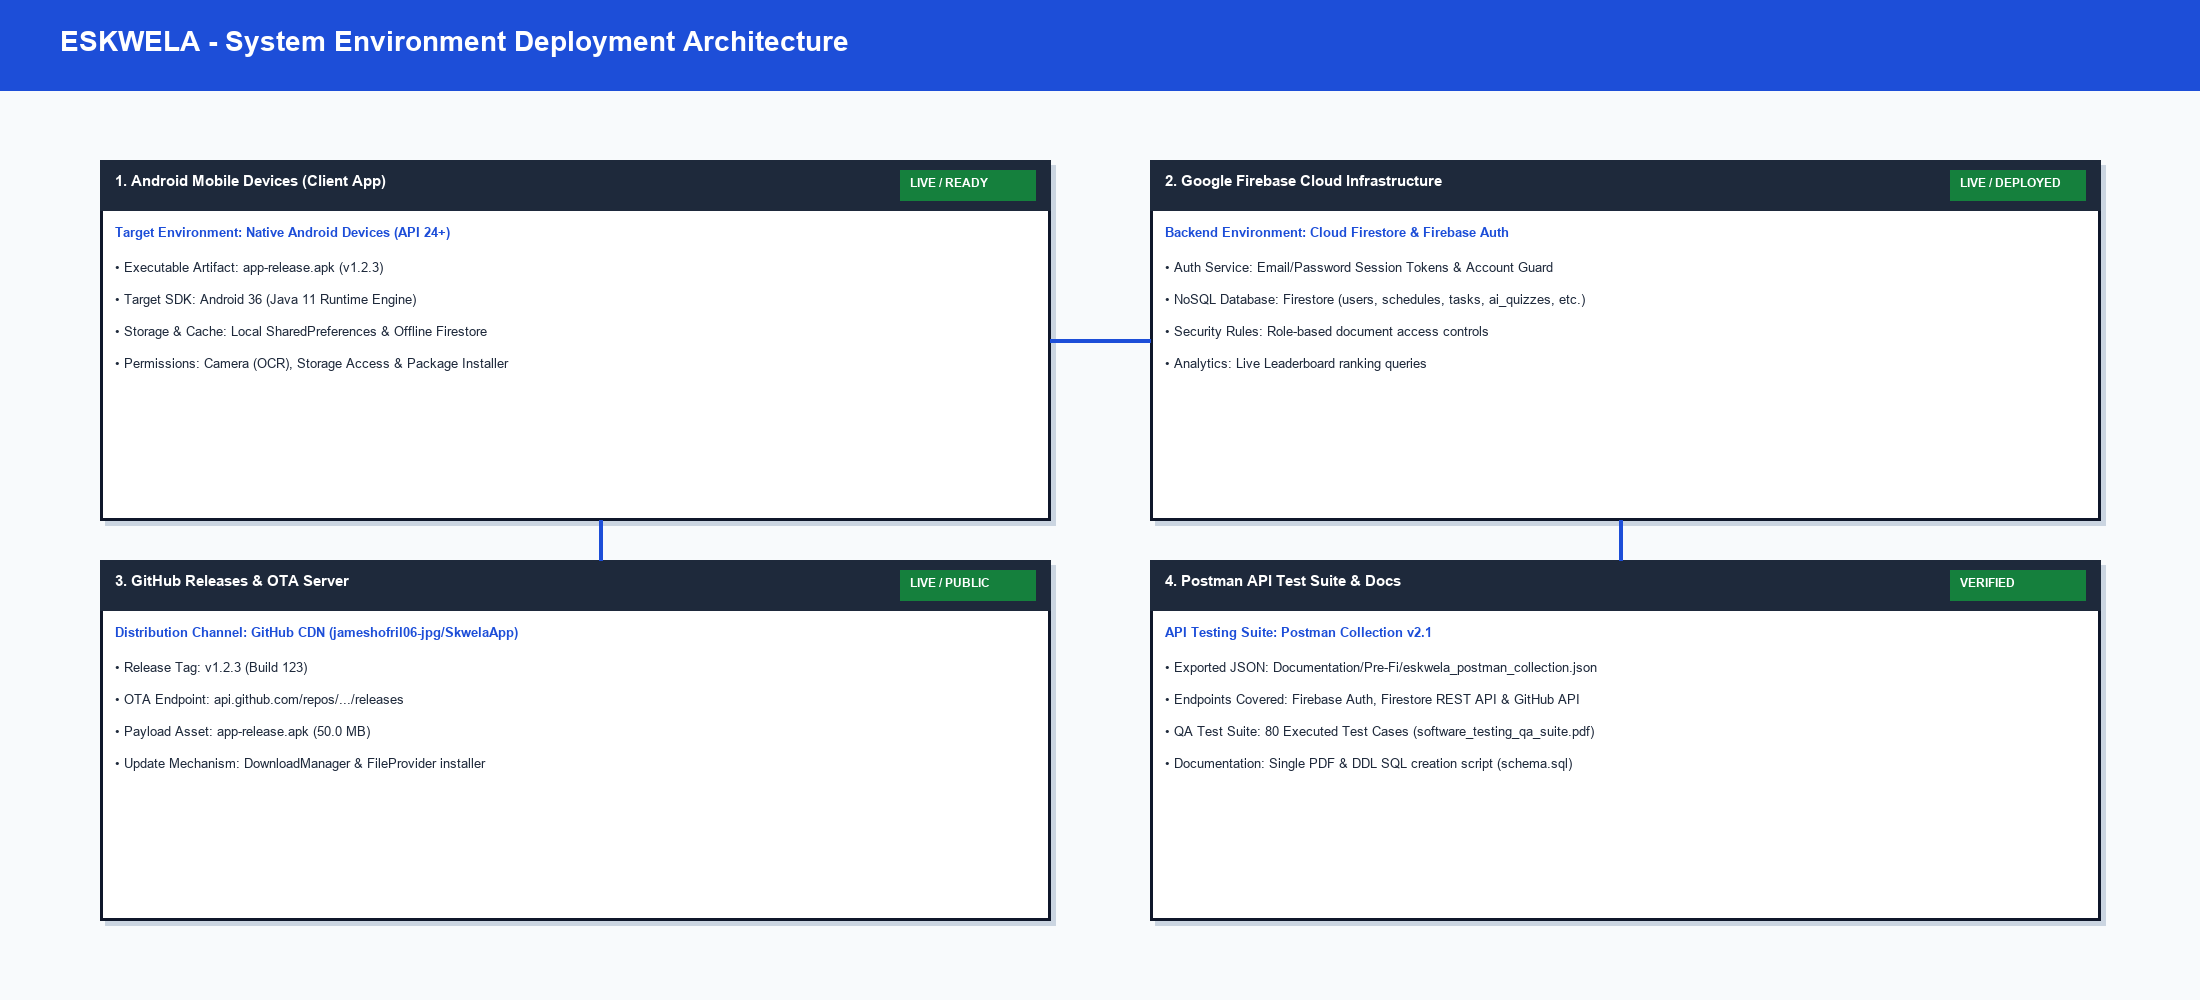 ESKWELA - System Environment Deployment Architecture
1. Android Mobile Devices (Client App)
LIVE / READY
Target Environment: Native Android Devices (API 24+)
• Executable Artifact: app-release.apk (v1.2.3)
• Target SDK: Android 36 (Java 11 Runtime Engine)
• Storage & Cache: Local SharedPreferences & Offline Firestore
• Permissions: Camera (OCR), Storage Access & Package Installer
2. Google Firebase Cloud Infrastructure
LIVE / DEPLOYED
Backend Environment: Cloud Firestore & Firebase Auth
• Auth Service: Email/Password Session Tokens & Account Guard
• NoSQL Database: Firestore (users, schedules, tasks, ai_quizzes, etc.)
• Security Rules: Role-based document access controls
• Analytics: Live Leaderboard ranking queries
3. GitHub Releases & OTA Server
LIVE / PUBLIC
Distribution Channel: GitHub CDN (jameshofril06-jpg/SkwelaApp)
• Release Tag: v1.2.3 (Build 123)
• OTA Endpoint: api.github.com/repos/.../releases
• Payload Asset: app-release.apk (50.0 MB)
• Update Mechanism: DownloadManager & FileProvider installer
4. Postman API Test Suite & Docs
VERIFIED
API Testing Suite: Postman Collection v2.1
• Exported JSON: Documentation/Pre-Fi/eskwela_postman_collection.json
• Endpoints Covered: Firebase Auth, Firestore REST API & GitHub API
• QA Test Suite: 80 Executed Test Cases (software_testing_qa_suite.pdf)
• Documentation: Single PDF & DDL SQL creation script (schema.sql)